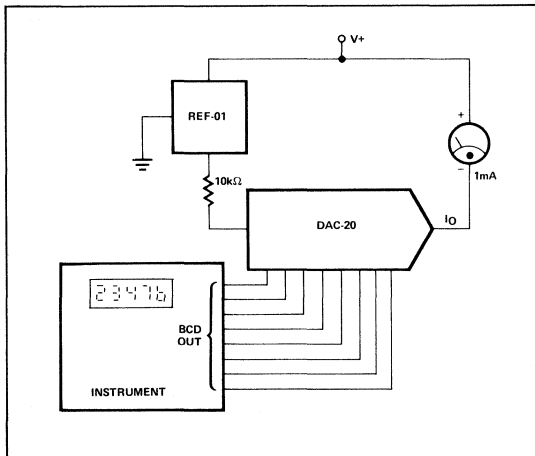 V+
REF-01
+
10kΩ
−
1mA
DAC-20
IO
23476
BCD
OUT
INSTRUMENT